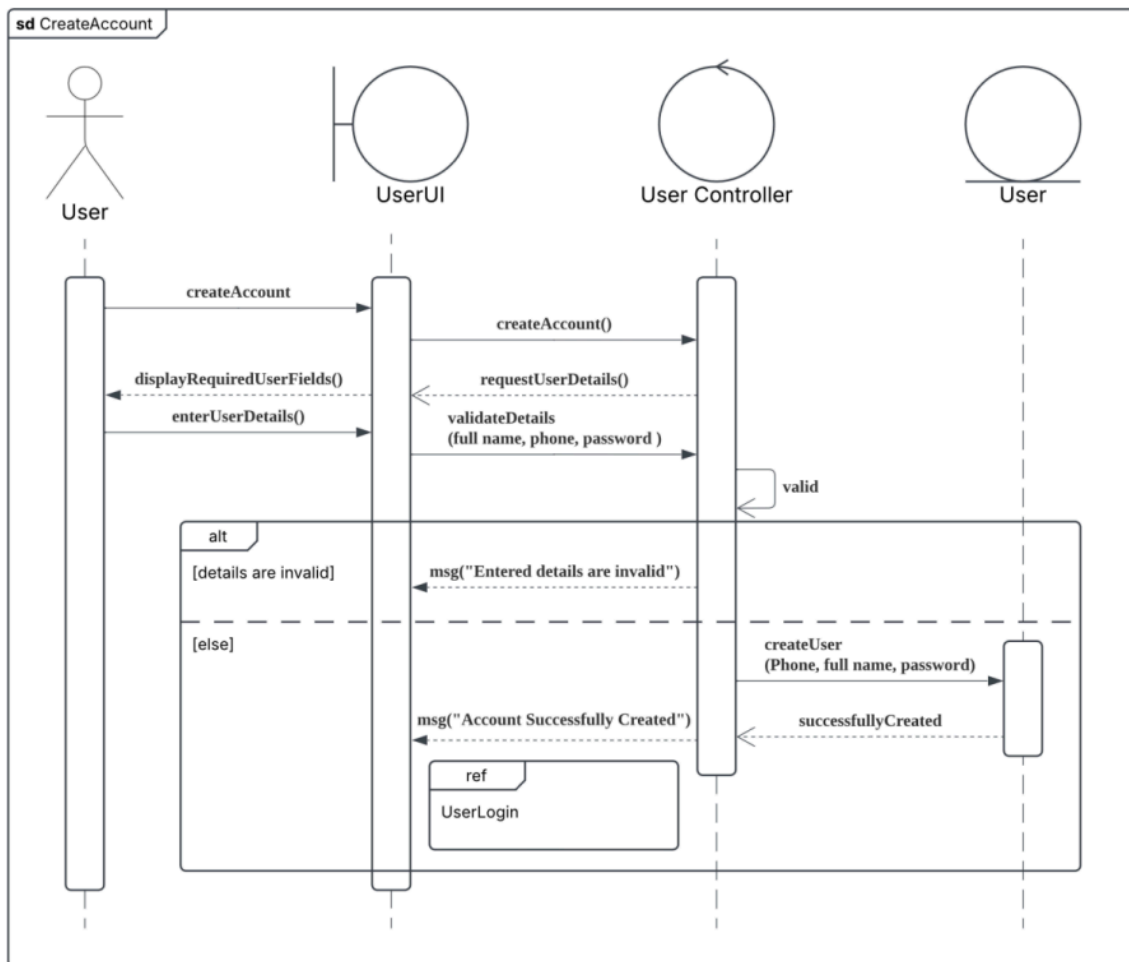 sd CreateAccount
User
UserUI
User Controller
User
createAccount
createAccount()
displayRequiredUserFields()
requestUserDetails()
enterUserDetails()
validateDetails
(full name, phone, password )
valid
alt
[details are invalid]
msg("Entered details are invalid")
[else]
createUser
(Phone, full name, password)
msg("Account Successfully Created")
successfullyCreated
ref
UserLogin